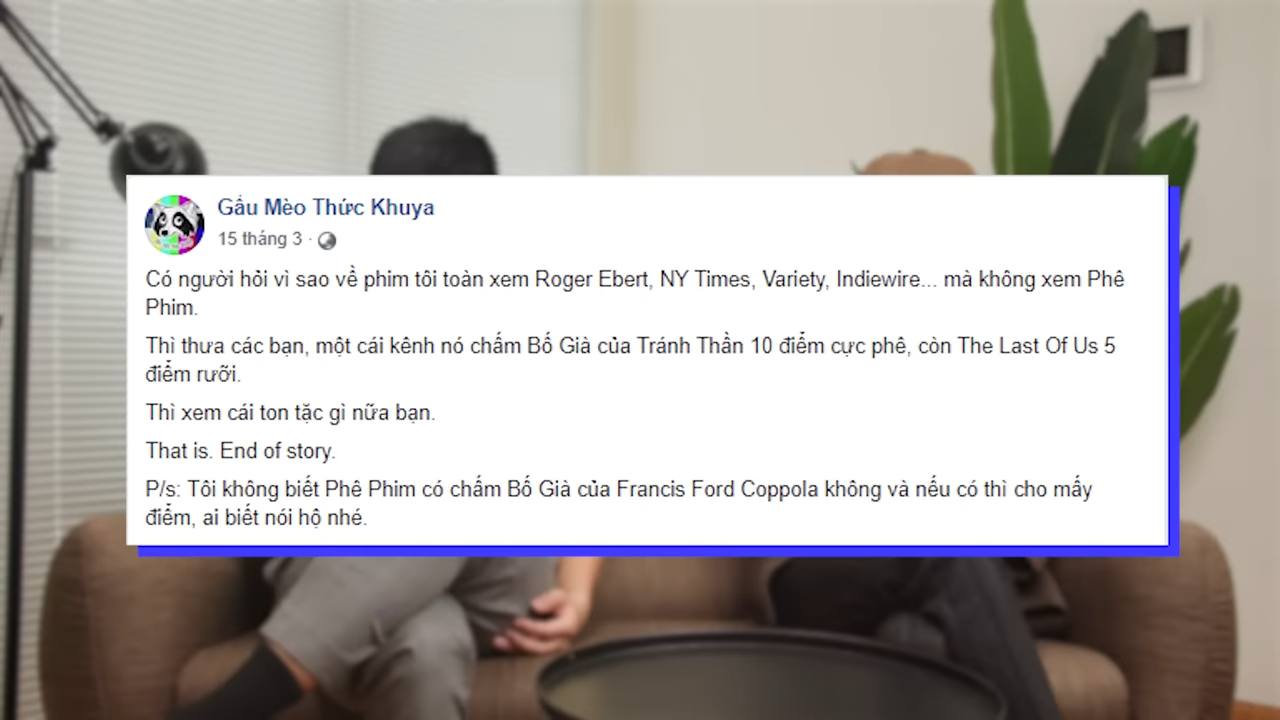 Gấu Mèo Thức Khuya
15 tháng 3 ·
Có người hỏi vì sao về phim tôi toàn xem Roger Ebert, NY Times, Variety, Indiewire... mà không xem Phê
Phim.
Thì thưa các bạn, một cái kênh nó chấm Bố Già của Tránh Thần 10 điểm cực phê, còn The Last Of Us 5
điểm rưỡi.
Thì xem cái ton tặc gì nữa bạn.
That is. End of story.
P/s: Tôi không biết Phê Phim có chấm Bố Già của Francis Ford Coppola không và nếu có thì cho mấy
điểm, ai biết nói hộ nhé.